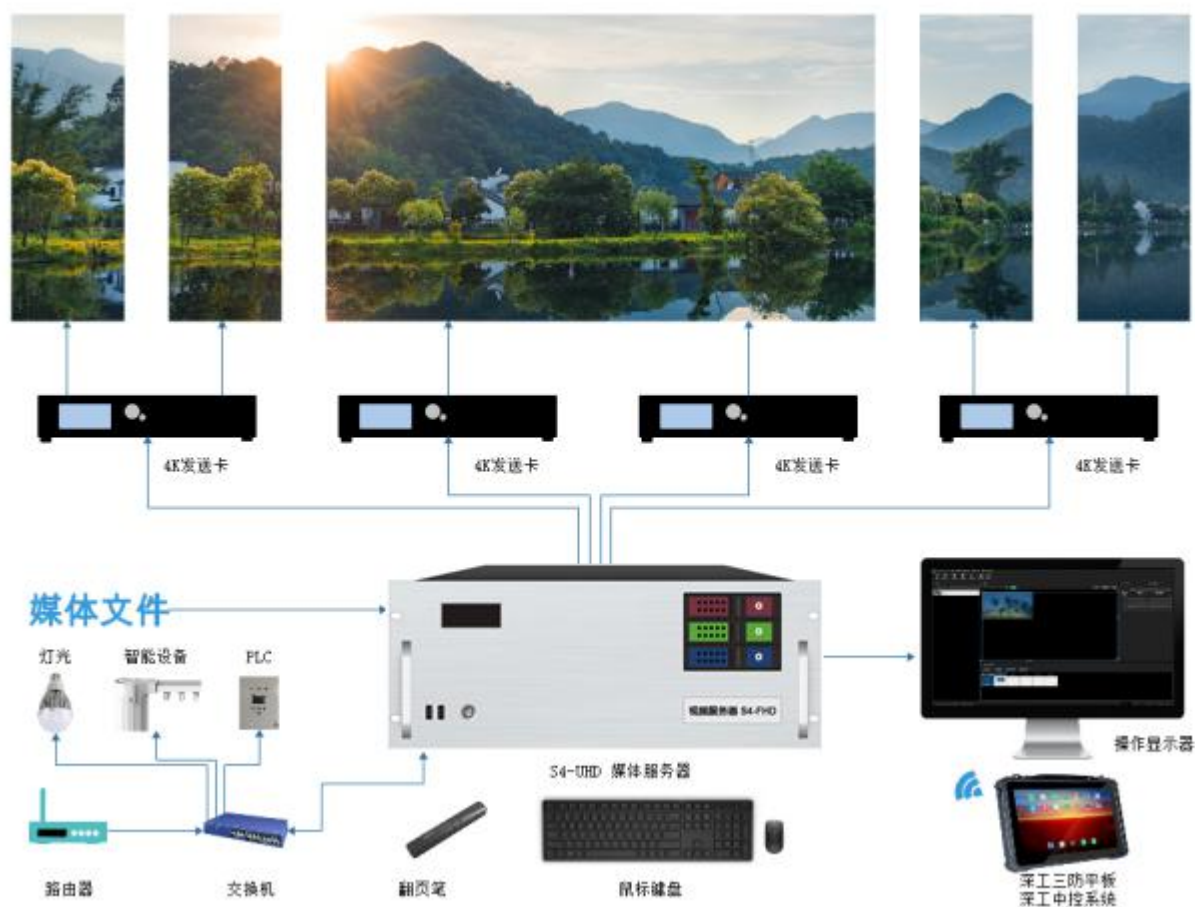 4K发送卡
4K发送卡
4K发送卡
4K发送卡
媒体文件
灯光
智能设备
PLC
视频服务器 S4-FHD
操作显示器
S4-UHD 媒体服务器
路由器
交换机
翻页笔
鼠标键盘
深工三防平板
深工中控系统